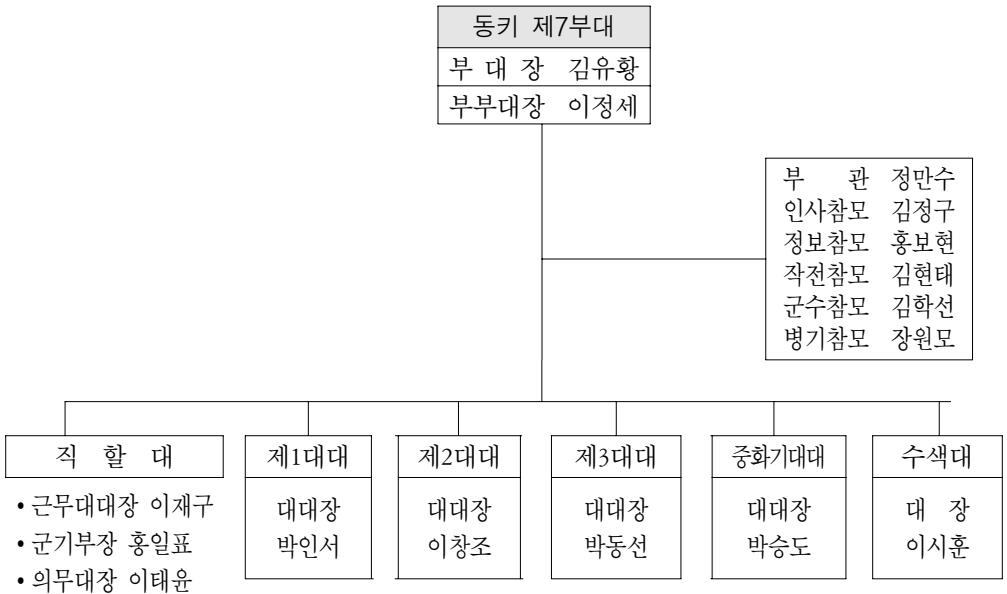 동키 제7부대
부 대 장 김유황
부부대장 이정세
부 관 정만수
인사참모 김정구
정보참모 홍보현
작전참모 김현태
군수참모 김학선
병기참모 장원모
직 할 대
• 근무대대장 이재구
• 군기부장 홍일표
• 의무대장 이태윤
제1대대
대대장
박인서
제2대대
대대장
이창조
제3대대
대대장
박동선
중화기대대
대대장
박승도
수색대
대 장
이시훈